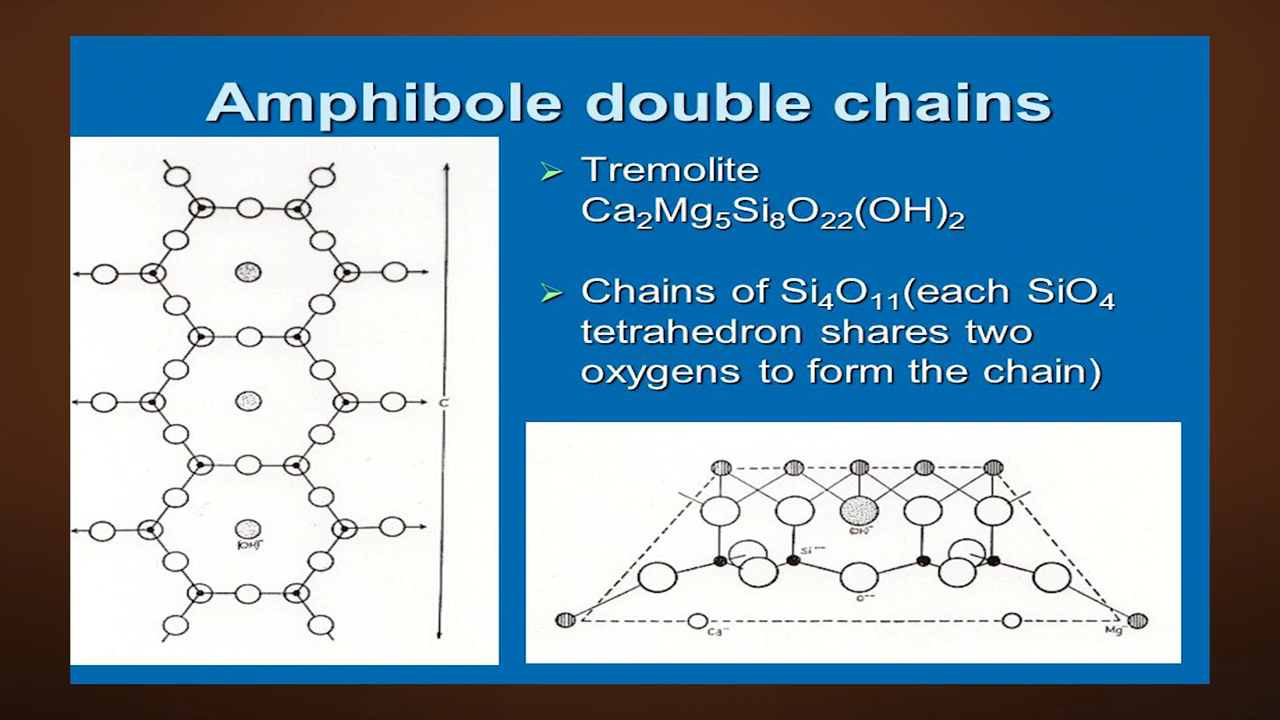 Amphibole double chains
Tremolite
Ca₂Mg₅Si₈O₂₂(OH)₂
Chains of Si₄O₁₁(each SiO₄
tetrahedron shares two
oxygens to form the chain)
C
(OH)⁻
OH⁻
Si⁻⁻
O⁻⁻
Ca⁻⁻
Mg⁻